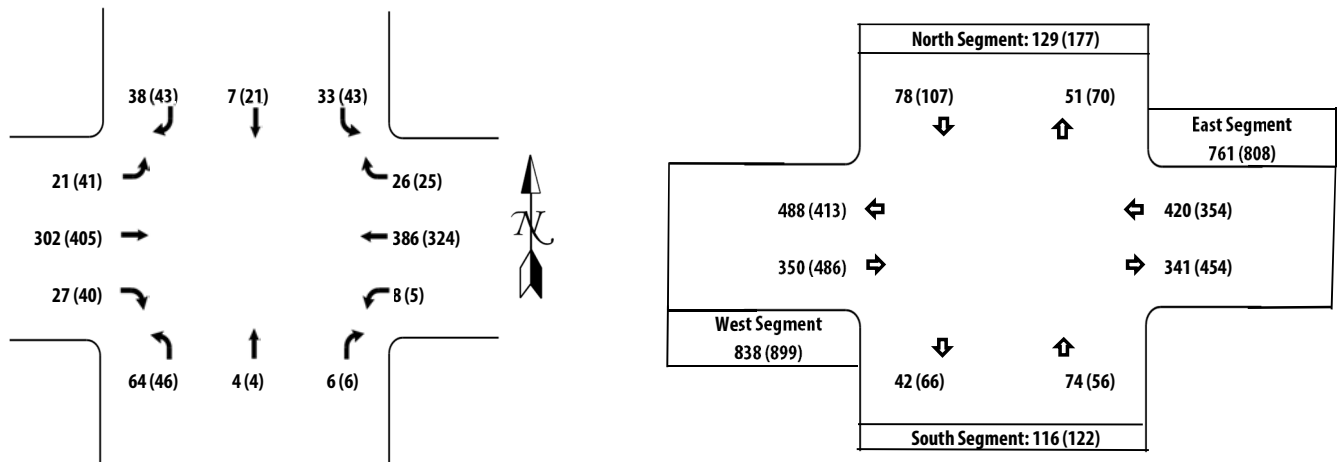 38 (43) 7 (21) 33 (43)
21 (41)
26 (25)
302 (405)
386 (324)
27 (40)
8 (5)
64 (46) 4 (4) 6 (6)
N
North Segment: 129 (177)
78 (107) 51 (70)
East Segment
761 (808)
488 (413)
420 (354)
350 (486)
341 (454)
West Segment
838 (899)
42 (66) 74 (56)
South Segment: 116 (122)